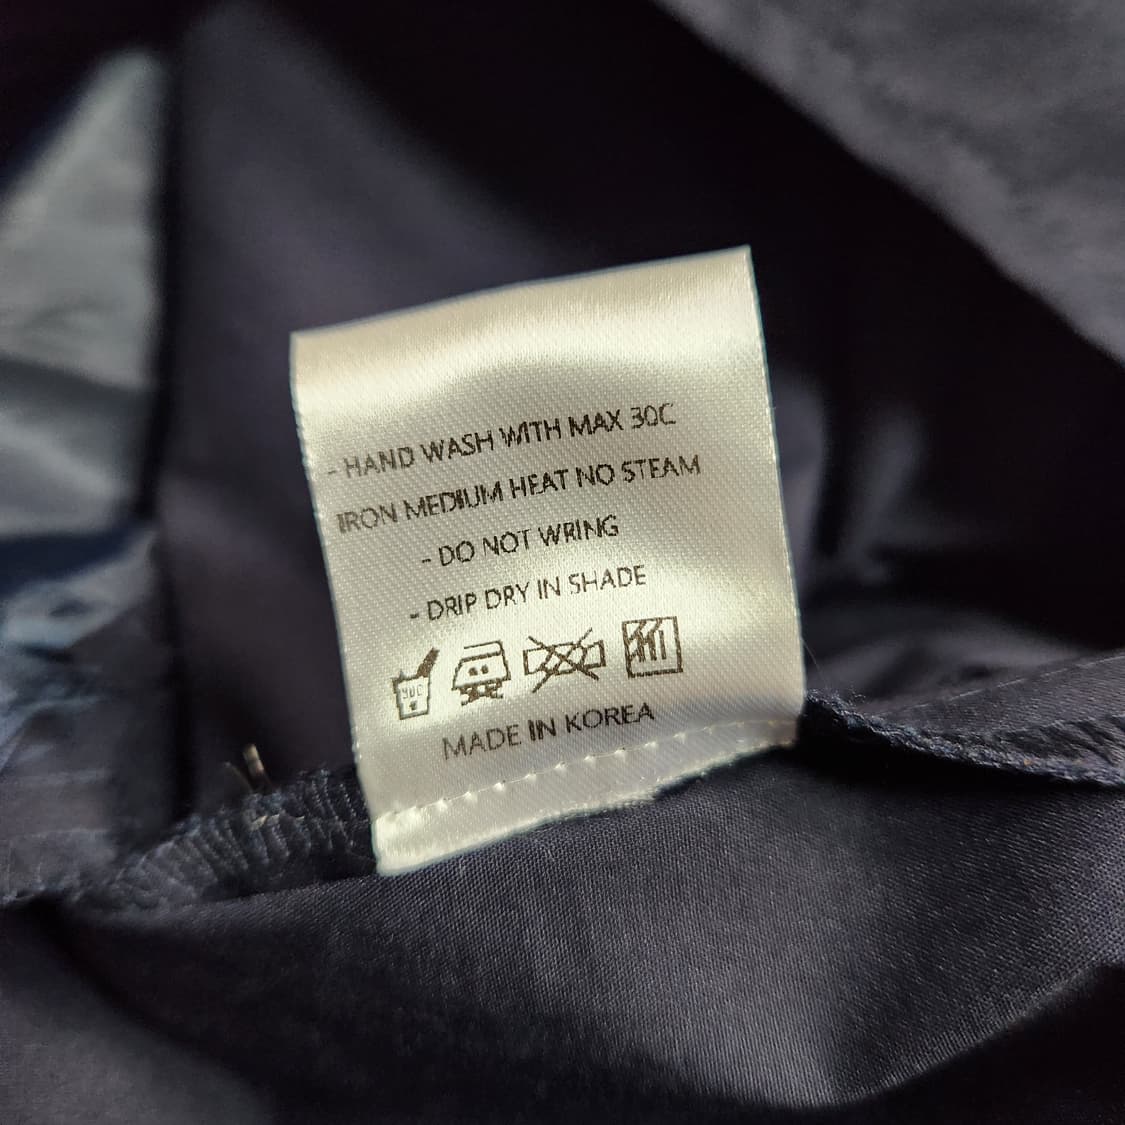 - HAND WASH WITH MAX 30C
IRON MEDIUM HEAT NO STEAM
- DO NOT WRING
- DRIP DRY IN SHADE
30C
MADE IN KOREA